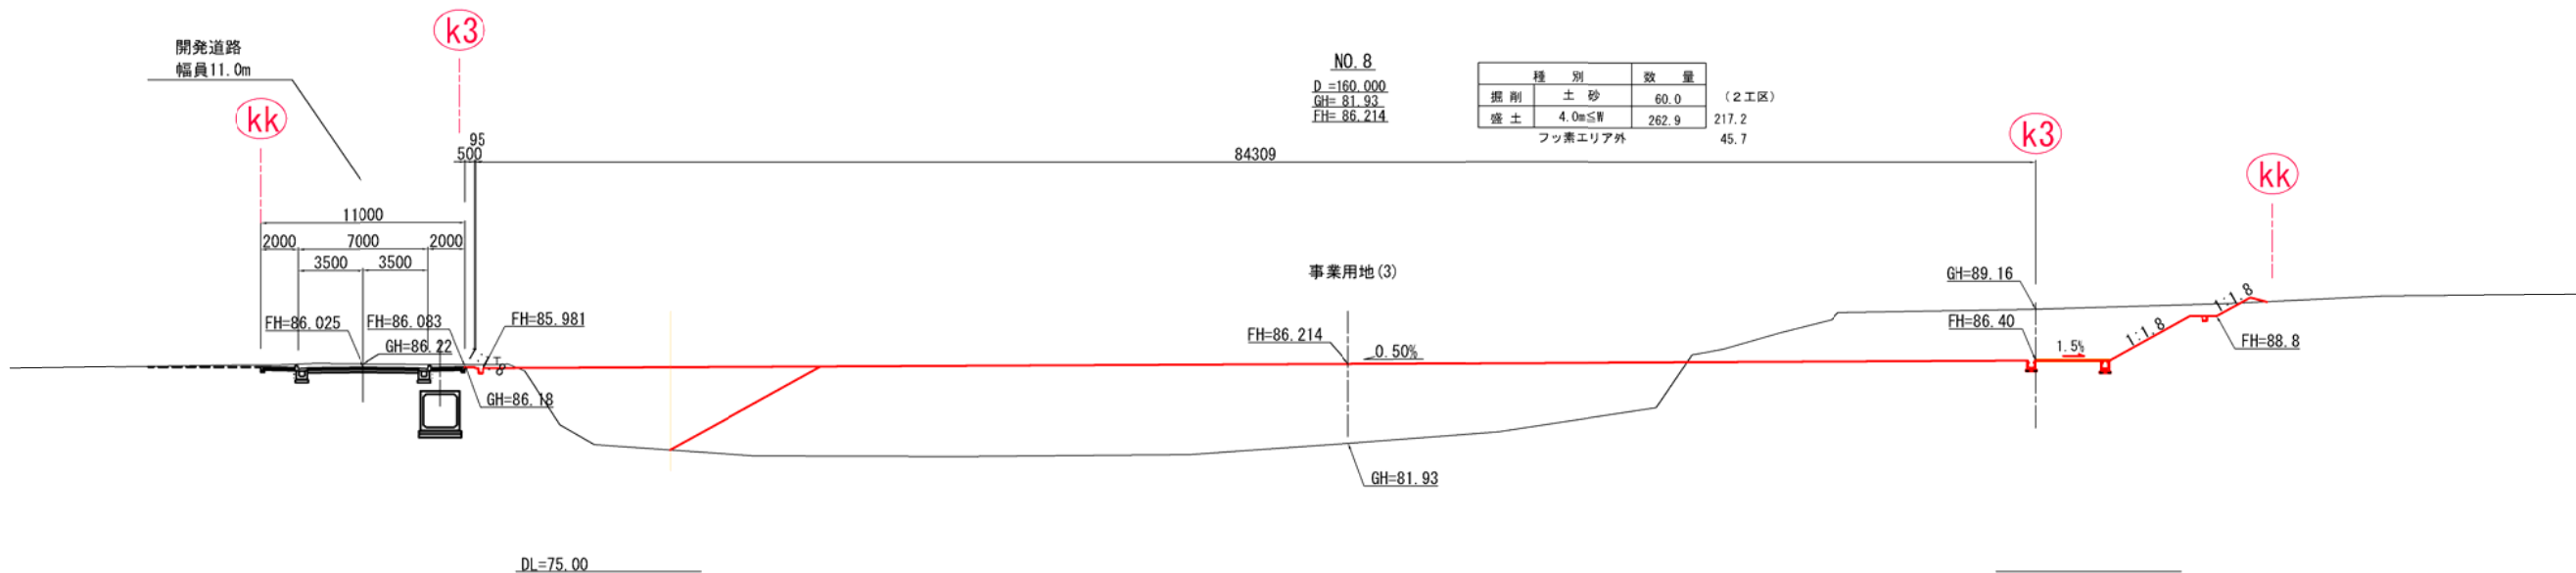 開発道路
幅員11.0m
k3
kk
NO.8
D =160.000
GH= 81.93
FH= 86.214
種 別 数 量
掘 削 土 砂 60.0 (2工区)
盛 土 4.0m≦W 262.9 217.2
フッ素エリア外 45.7
k3
kk
95
500
84309
11000
2000 7000 2000
3500 3500
事業用地(3)
GH=89.16
FH=86.025
FH=86.083
FH=85.981
GH=86.22
FH=86.214
0.50%
FH=86.40
1.5%
1:1.8
1:1.8
FH=88.8
GH=86.18
GH=81.93
DL=75.00